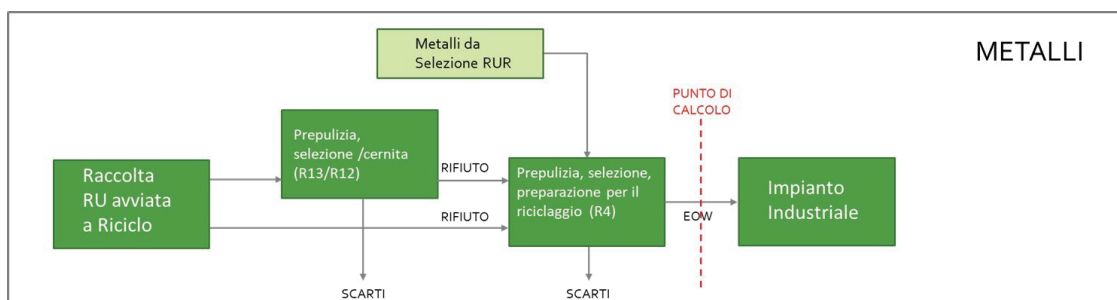 METALLI
Metalli da
Selezione RUR
PUNTO DI
CALCOLO
Prepulizia,
selezione /cernita
(R13/R12)
RIFIUTO
Raccolta
RU avviata
a Riciclo
RIFIUTO
Prepulizia, selezione,
preparazione per il
riciclaggio (R4)
EOW
Impianto
Industriale
SCARTI
SCARTI